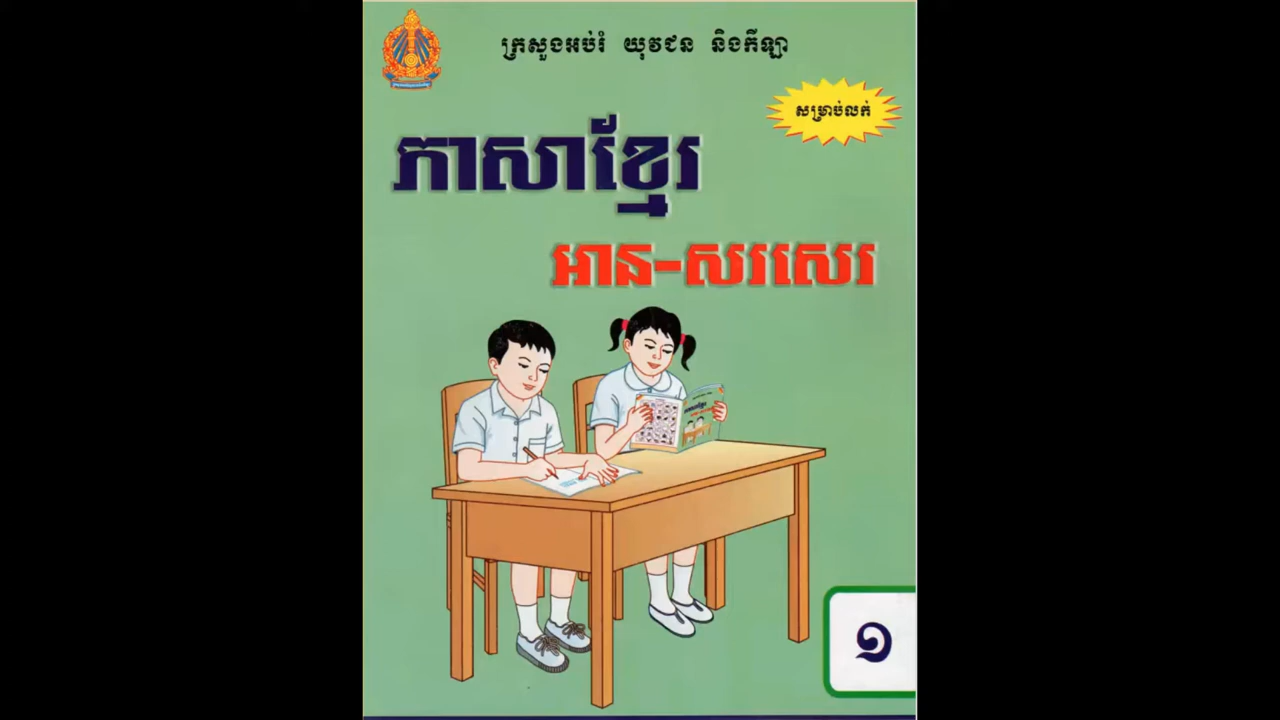 ក្រសួងអប់រំ យុវជន និងកីឡា
សម្រាប់លក់
ភាសាខ្មែរ
អាន-សរសេរ
១